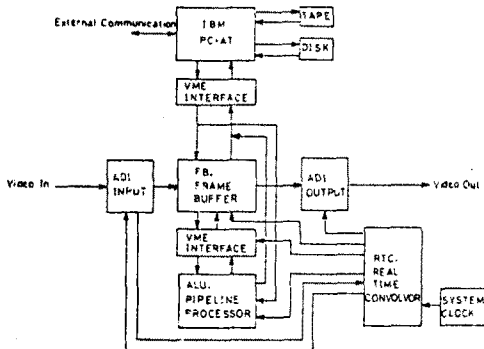 External Communication
IBM
PC-AT
TAPE
DISK
VME
INTERFACE
Video In
ADI
INPUT
FB.
FRAME
BUFFER
ADI
OUTPUT
Video Out
VME
INTERFACE
ALU.
PIPELINE
PROCESSOR
RTC.
REAL
TIME
CONVOLVOR
SYSTEM
CLOCK